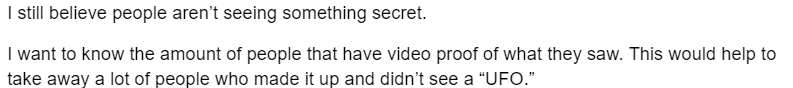 I still believe people aren’t seeing something secret.
I want to know the amount of people that have video proof of what they saw. This would help to
take away a lot of people who made it up and didn’t see a “UFO.”